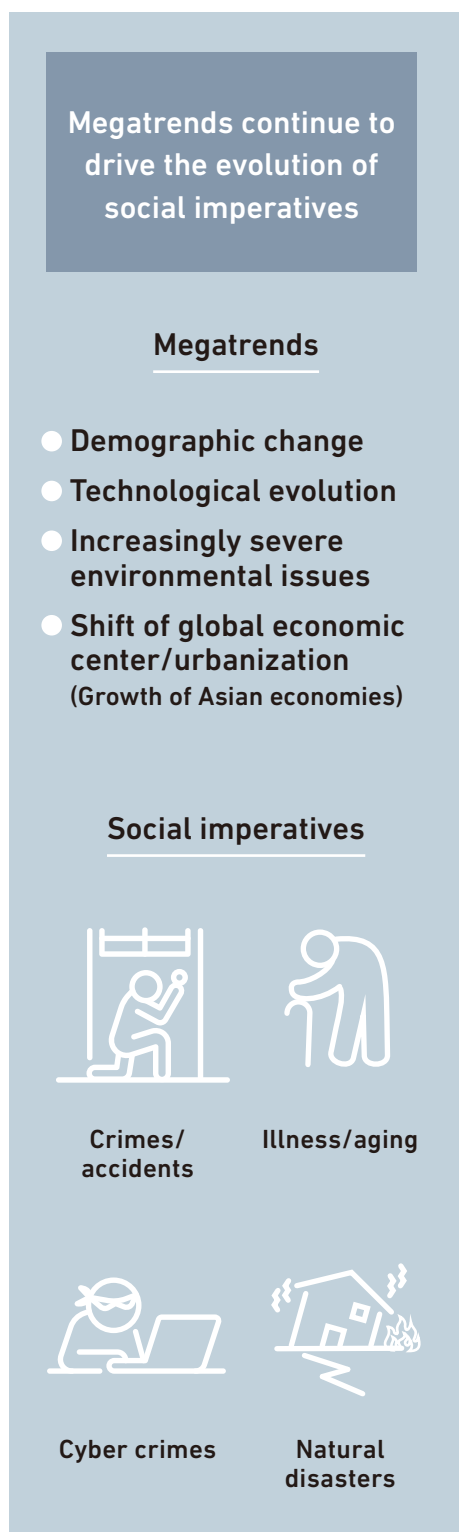 Megatrends continue to
drive the evolution of
social imperatives
Megatrends
Demographic change
Technological evolution
Increasingly severe
environmental issues
Shift of global economic
center/urbanization
(Growth of Asian economies)
Social imperatives
Crimes/
accidents
Illness/aging
Cyber crimes
Natural
disasters